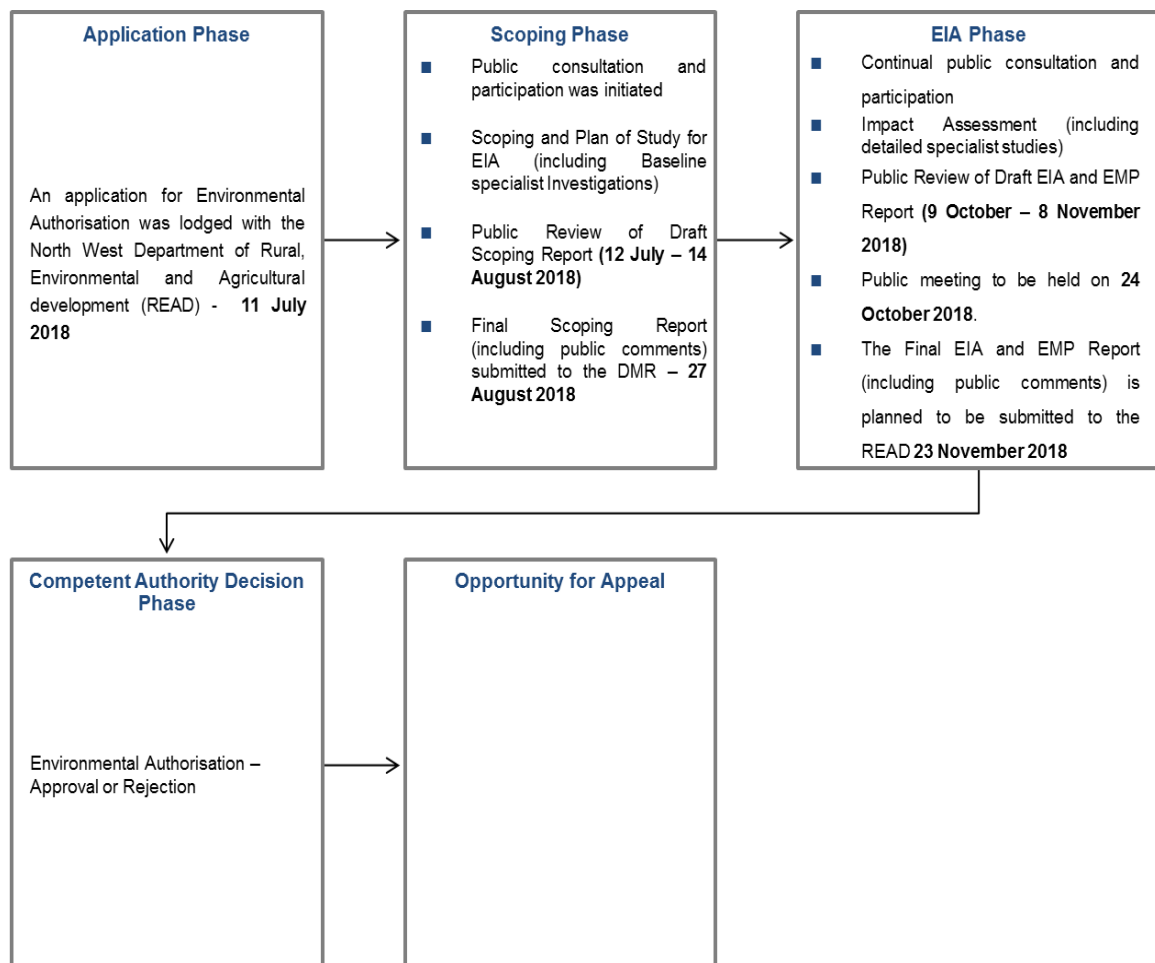 Application Phase
An application for Environmental
Authorisation was lodged with the
North West Department of Rural,
Environmental and Agricultural
development (READ) - 11 July
2018
Scoping Phase
Public consultation and
participation was initiated
Scoping and Plan of Study for
EIA (including Baseline
specialist Investigations)
Public Review of Draft
Scoping Report (12 July – 14
August 2018)
Final Scoping Report
(including public comments)
submitted to the DMR – 27
August 2018
EIA Phase
Continual public consultation and
participation
Impact Assessment (including
detailed specialist studies)
Public Review of Draft EIA and EMP
Report (9 October – 8 November
2018)
Public meeting to be held on 24
October 2018.
The Final EIA and EMP Report
(including public comments) is
planned to be submitted to the
READ 23 November 2018
Competent Authority Decision
Phase
Environmental Authorisation –
Approval or Rejection
Opportunity for Appeal